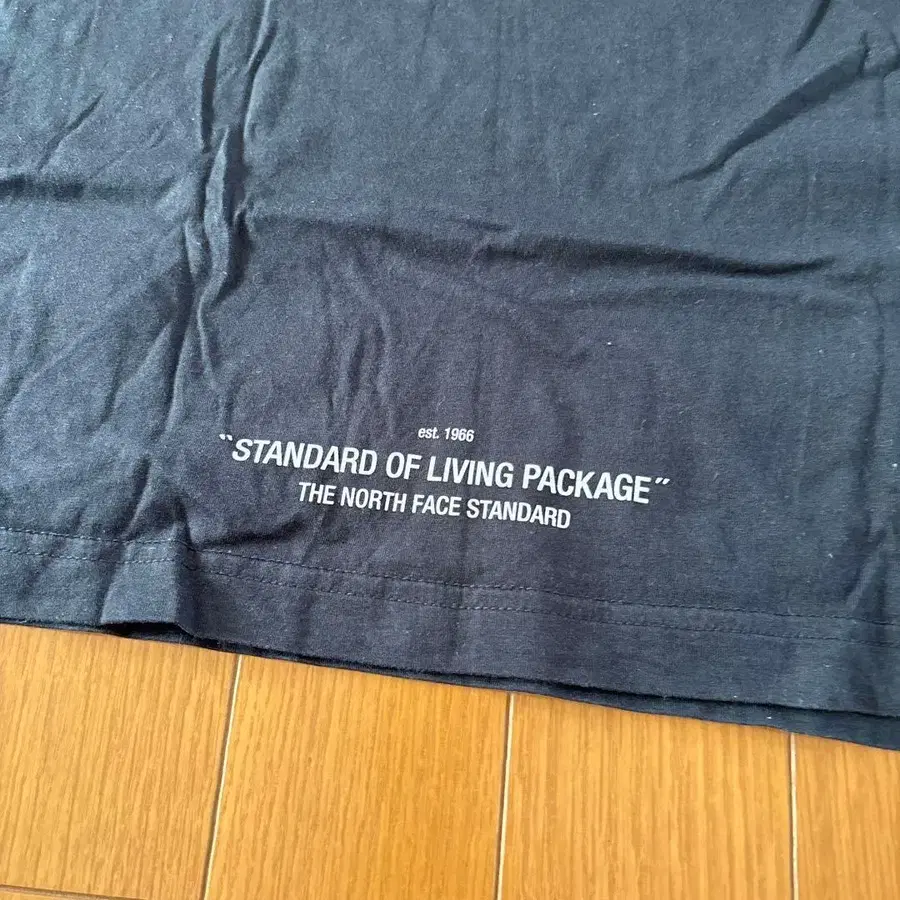 est. 1966
"STANDARD OF LIVING PACKAGE"
THE NORTH FACE STANDARD